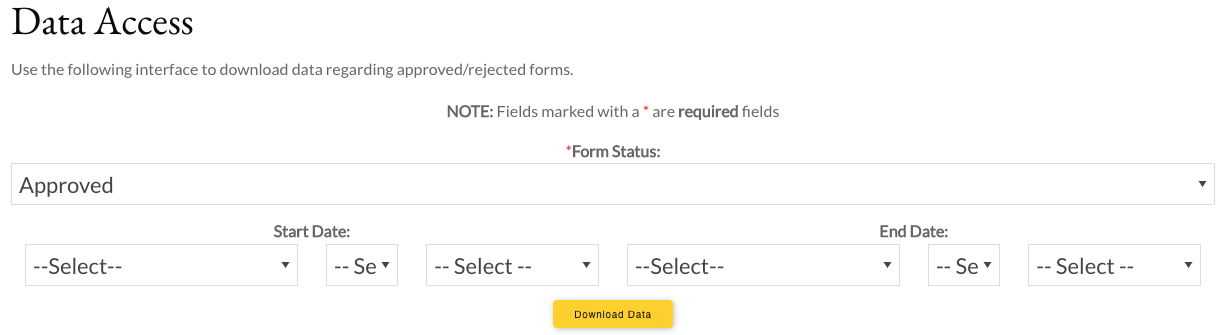 Data Access
Use the following interface to download data regarding approved/rejected forms.
NOTE: Fields marked with a * are required fields
*Form Status:
Approved
Start Date: End Date:
--Select-- -- Se -- Select -- --Select-- -- Se -- Select --
Download Data